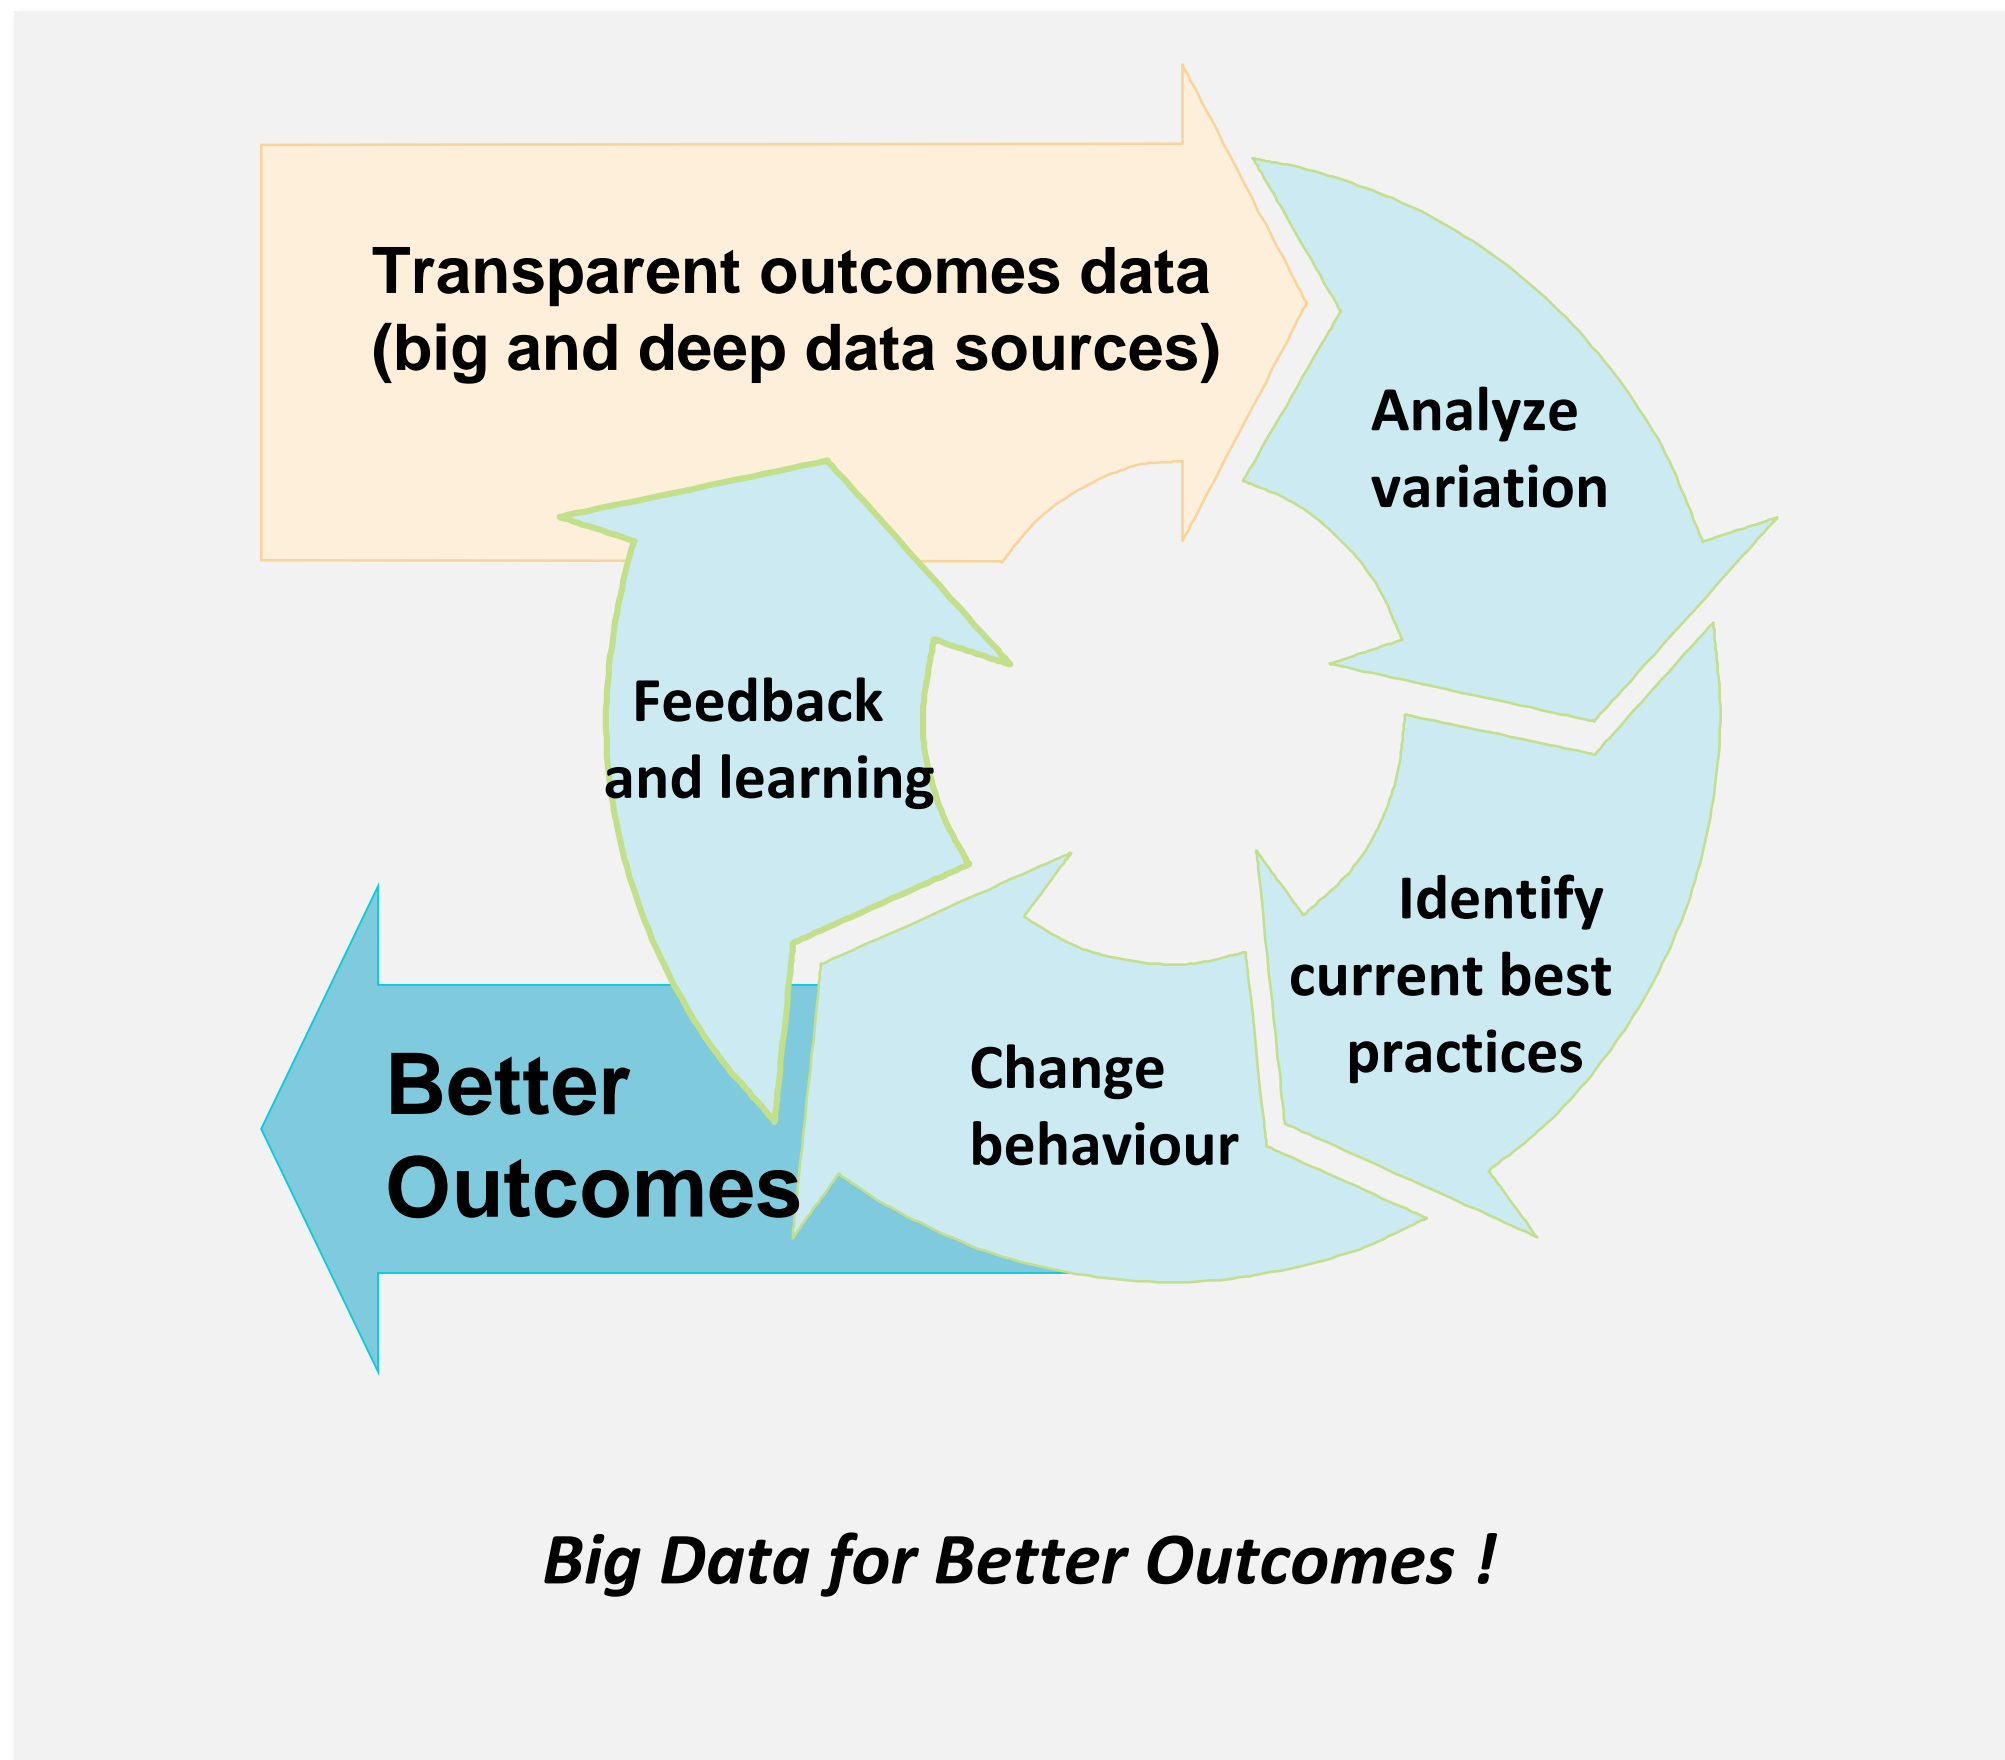 Transparent outcomes data
(big and deep data sources)
Analyze
variation
Identify
current best
practices
Change
behaviour
Feedback
and learning
Better
Outcomes
Big Data for Better Outcomes !